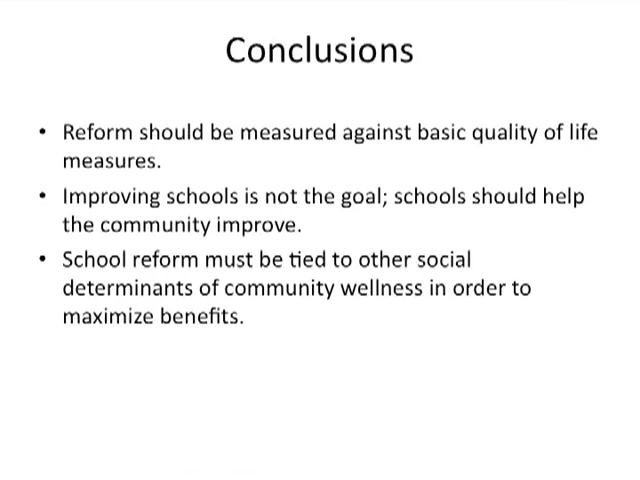 Conclusions
• Reform should be measured against basic quality of life
measures.
• Improving schools is not the goal; schools should help
the community improve.
• School reform must be tied to other social
determinants of community wellness in order to
maximize benefits.